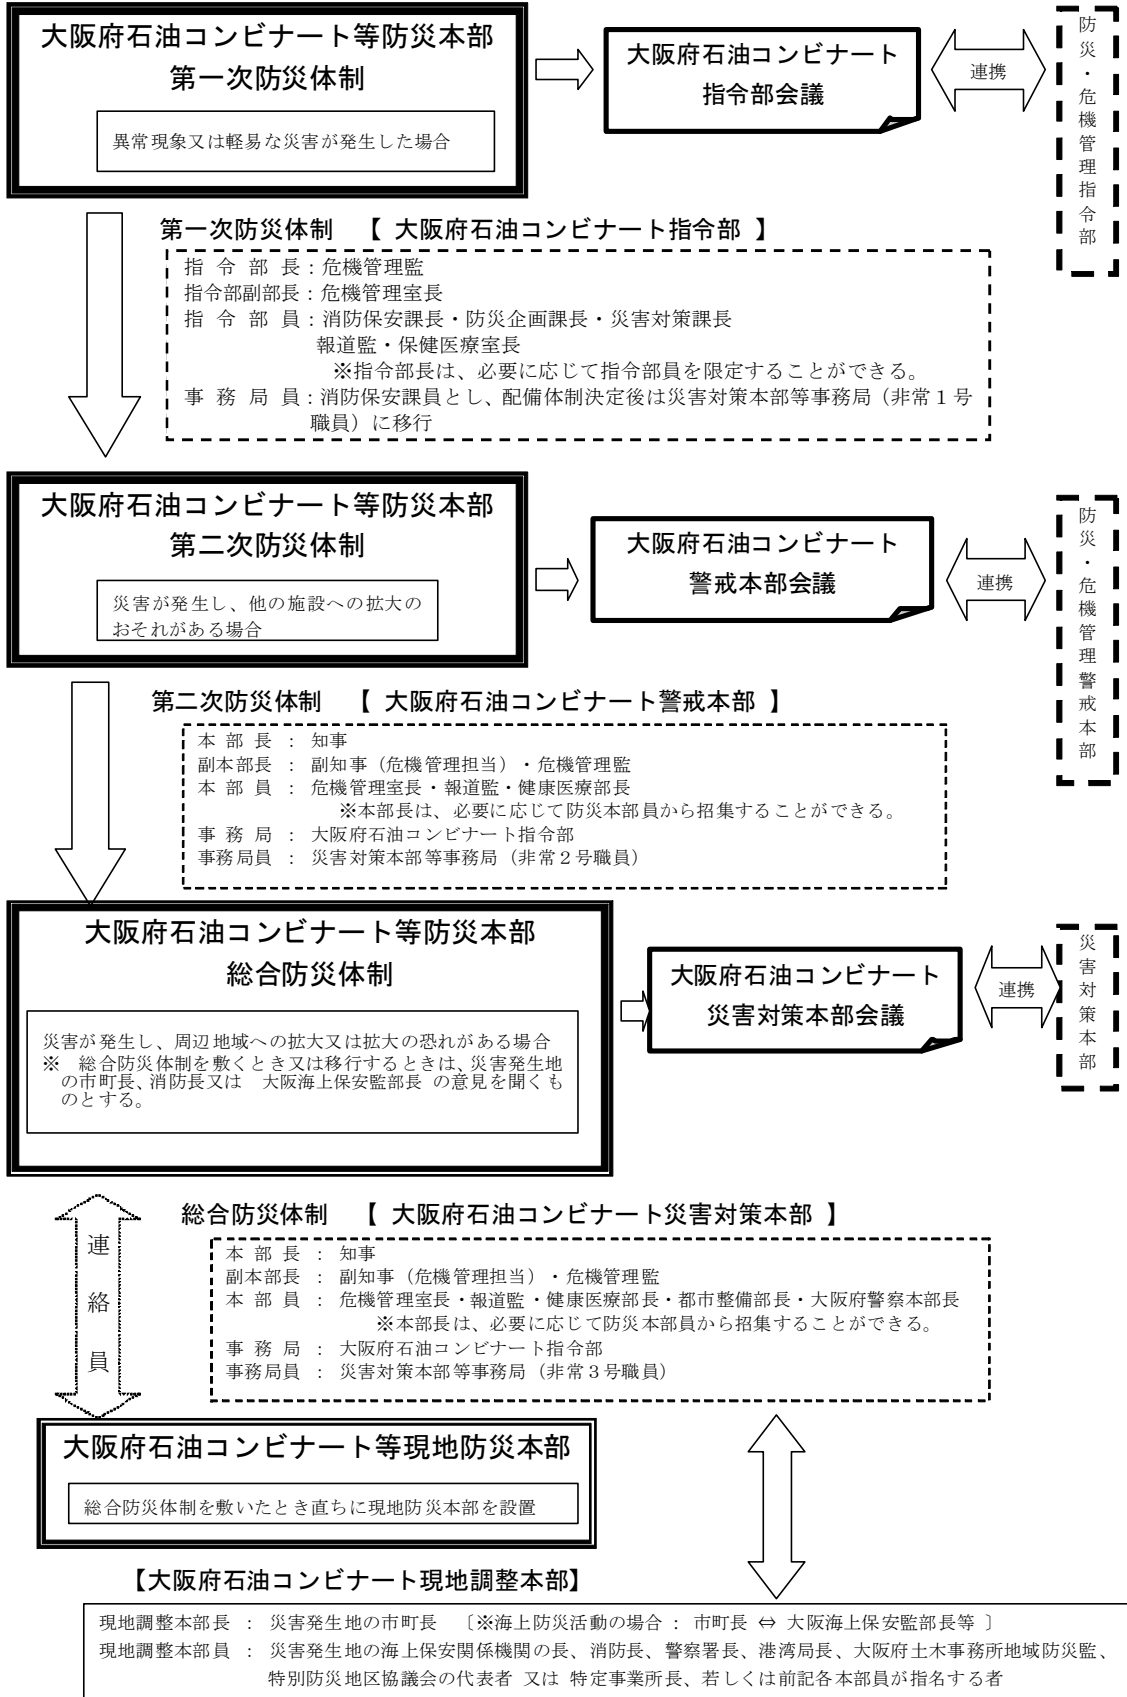 大阪府石油コンビナート等防災本部
第一次防災体制
異常現象又は軽易な災害が発生した場合
大阪府石油コンビナート
指令部会議
連携
防災・危機管理指令部
第一次防災体制 【 大阪府石油コンビナート指令部 】
指 令 部 長：危機管理監
指令部副部長：危機管理室長
指 令 部 員：消防保安課長・防災企画課長・災害対策課長
報道監・保健医療室長
※指令部長は、必要に応じて指令部員を限定することができる。
事 務 局 員：消防保安課員とし、配備体制決定後は災害対策本部等事務局（非常１号
職員）に移行
大阪府石油コンビナート等防災本部
第二次防災体制
災害が発生し、他の施設への拡大の
おそれがある場合
大阪府石油コンビナート
警戒本部会議
連携
防災・危機管理警戒本部
第二次防災体制 【 大阪府石油コンビナート警戒本部 】
本 部 長 ： 知事
副本部長 ： 副知事（危機管理担当）・危機管理監
本 部 員 ： 危機管理室長・報道監・健康医療部長
※本部長は、必要に応じて防災本部員から招集することができる。
事 務 局 ： 大阪府石油コンビナート指令部
事務局員 ： 災害対策本部等事務局（非常２号職員）
大阪府石油コンビナート等防災本部
総合防災体制
災害が発生し、周辺地域への拡大又は拡大の恐れがある場合
※ 総合防災体制を敷くとき又は移行するときは、災害発生地
の市町長、消防長又は 大阪海上保安監部長 の意見を聞くも
のとする。
大阪府石油コンビナート
災害対策本部会議
連携
災害対策本部
連絡員
総合防災体制 【 大阪府石油コンビナート災害対策本部 】
本 部 長 ： 知事
副本部長 ： 副知事（危機管理担当）・危機管理監
本 部 員 ： 危機管理室長・報道監・健康医療部長・都市整備部長・大阪府警察本部長
※本部長は、必要に応じて防災本部員から招集することができる。
事 務 局 ： 大阪府石油コンビナート指令部
事務局員 ： 災害対策本部等事務局（非常３号職員）
大阪府石油コンビナート等現地防災本部
総合防災体制を敷いたとき直ちに現地防災本部を設置
【大阪府石油コンビナート現地調整本部】
現地調整本部長 ： 災害発生地の市町長 〔※海上防災活動の場合 ： 市町長 ⇔ 大阪海上保安監部長等 〕
現地調整本部員 ： 災害発生地の海上保安関係機関の長、消防長、警察署長、港湾局長、大阪府土木事務所地域防災監、
特別防災地区協議会の代表者 又は 特定事業所長、若しくは前記各本部員が指名する者